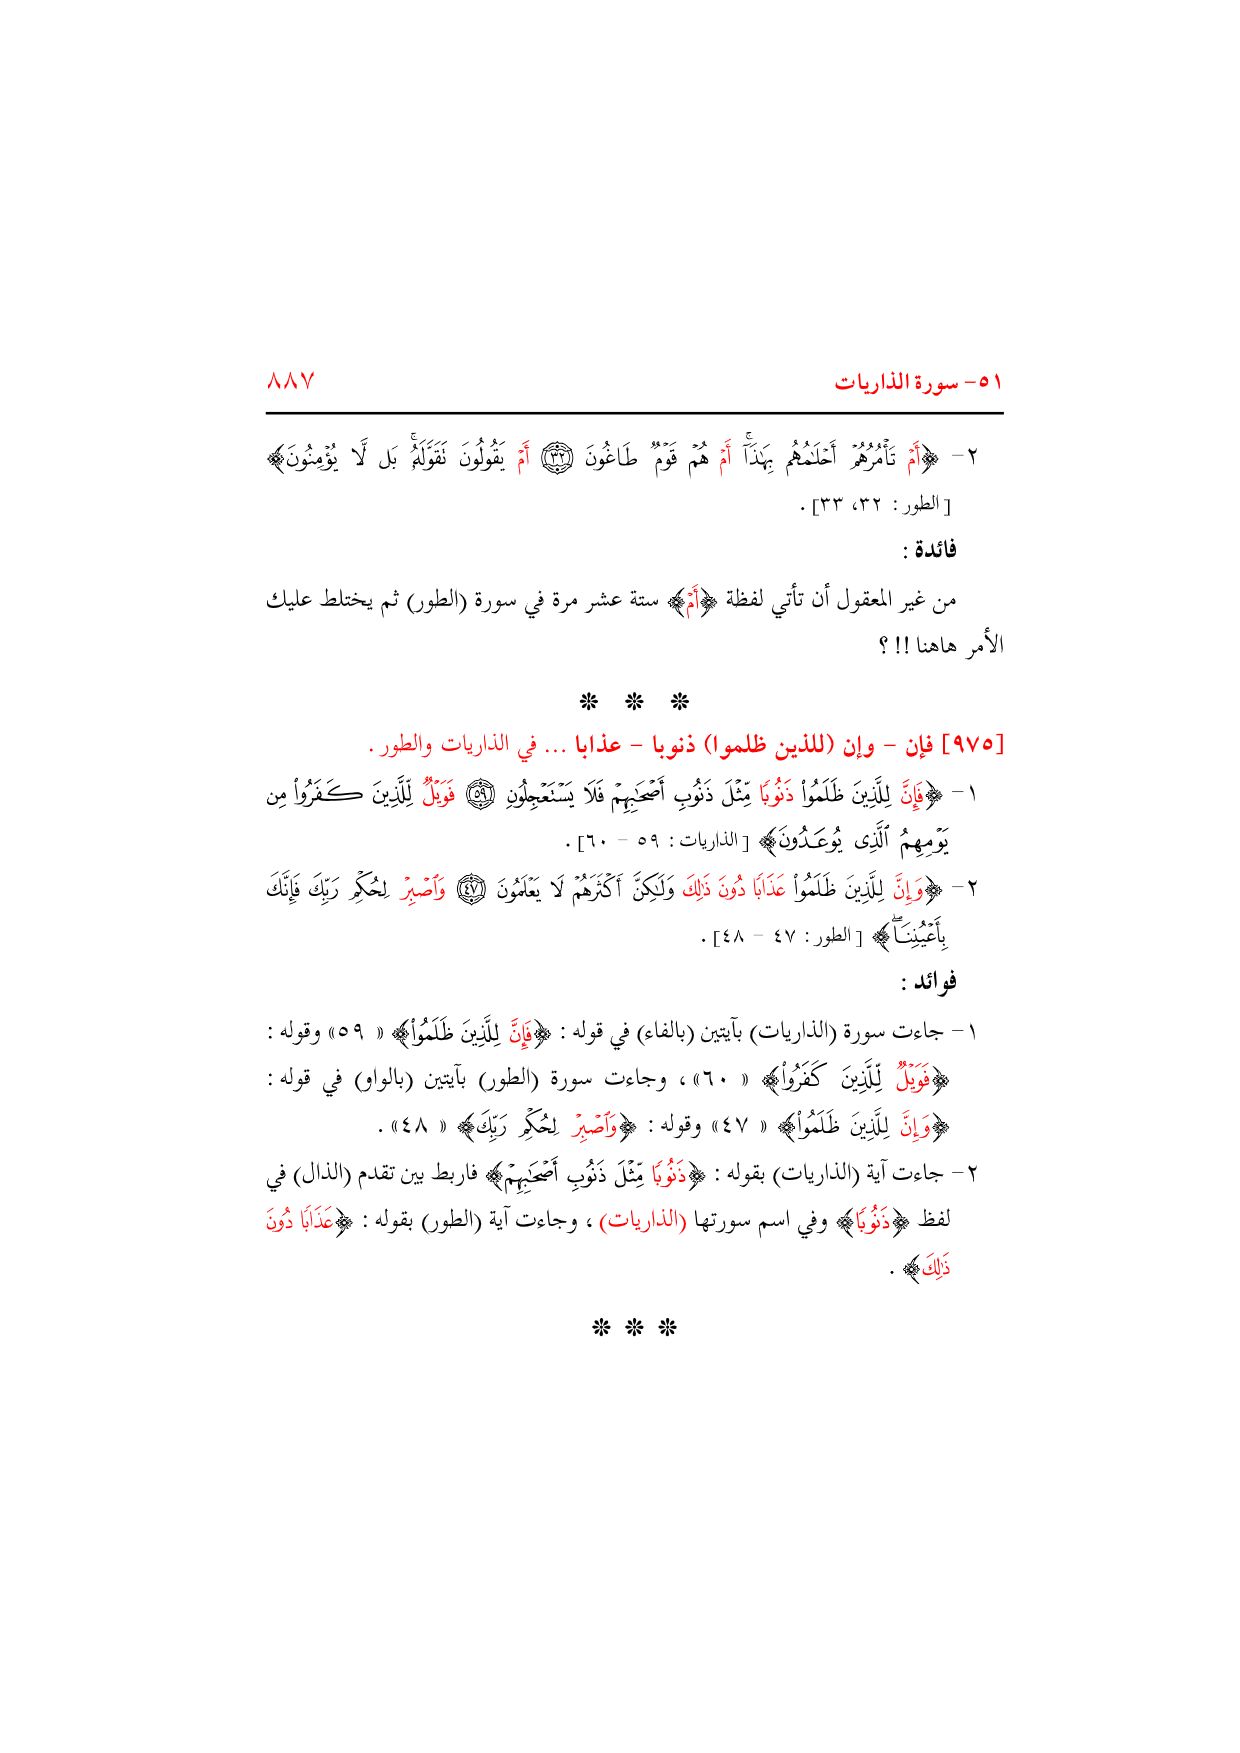 ٥١- سورة الذاريات ٨٨٧
٢- ﴿أَمْ تَأْمُرُهُمْ أَحْلَٰمُهُم بِهَٰذَآ ۚ أَمْ هُمْ قَوْمٌ طَاغُونَ ٣٢ أَمْ يَقُولُونَ تَقَوَّلَهُۥ ۚ بَل لَّا يُؤْمِنُونَ﴾
[الطور: ٣٢، ٣٣].
فائدة :
من غير المعقول أن تأتي لفظة ﴿أَمْ﴾ ستة عشر مرة في سورة (الطور) ثم يختلط عليك
الأمر هاهنا !! ؟
❊ ❊ ❊
[٩٧٥] فإن - وإن (للذين ظلموا) ذنوبا - عذابا ... في الذاريات والطور .
١- ﴿فَإِنَّ لِلَّذِينَ ظَلَمُوا۟ ذَنُوبًا مِّثْلَ ذَنُوبِ أَصْحَٰبِهِمْ فَلَا يَسْتَعْجِلُونِ ٥٩ فَوَيْلٌ لِّلَّذِينَ كَفَرُوا۟ مِن
يَوْمِهِمُ ٱلَّذِى يُوعَدُونَ﴾ [الذاريات: ٥٩ - ٦٠].
٢- ﴿وَإِنَّ لِلَّذِينَ ظَلَمُوا۟ عَذَابًا دُونَ ذَٰلِكَ وَلَٰكِنَّ أَكْثَرَهُمْ لَا يَعْلَمُونَ ٤٧ وَٱصْبِرْ لِحُكْمِ رَبِّكَ فَإِنَّكَ
بِأَعْيُنِنَا ۖ﴾ [الطور: ٤٧ - ٤٨].
فوائد :
١- جاءت سورة (الذاريات) بآيتين (بالفاء) في قوله : ﴿فَإِنَّ لِلَّذِينَ ظَلَمُوا۟﴾ «٥٩» وقوله :
﴿فَوَيْلٌ لِّلَّذِينَ كَفَرُوا۟﴾ «٦٠»، وجاءت سورة (الطور) بآيتين (بالواو) في قوله :
﴿وَإِنَّ لِلَّذِينَ ظَلَمُوا۟﴾ «٤٧» وقوله : ﴿وَٱصْبِرْ لِحُكْمِ رَبِّكَ﴾ «٤٨».
٢- جاءت آية (الذاريات) بقوله : ﴿ذَنُوبًا مِّثْلَ ذَنُوبِ أَصْحَٰبِهِمْ﴾ فاربط بين تقدم (الذال) في
لفظ ﴿ذَنُوبًا﴾ وفي اسم سورتها (الذاريات) ، وجاءت آية (الطور) بقوله : ﴿عَذَابًا دُونَ
ذَٰلِكَ﴾ .
❊ ❊ ❊